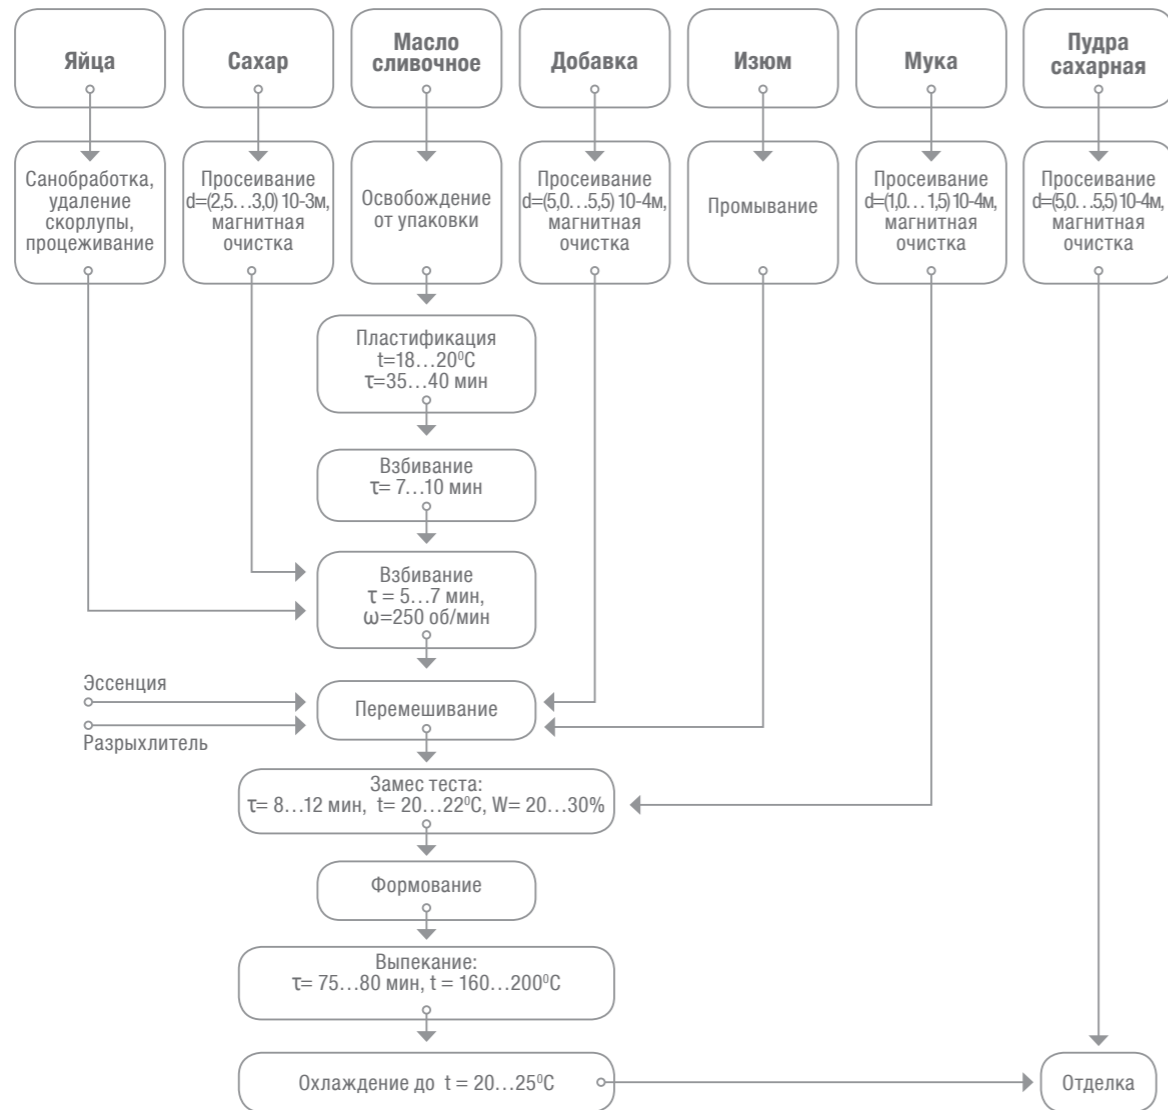 Яйца
Сахар
Масло
сливочное
Добавка
Изюм
Мука
Пудра
сахарная
Санобработка,
удаление
скорлупы,
процеживание
Просеивание
d=(2,5...3,0) 10-3м,
магнитная
очистка
Освобождение
от упаковки
Просеивание
d=(5,0...5,5) 10-4м,
магнитная
очистка
Промывание
Просеивание
d=(1,0...1,5) 10-4м,
магнитная
очистка
Просеивание
d=(5,0...5,5) 10-4м,
магнитная
очистка
Пластификация
t=18...20⁰С
τ=35...40 мин
Взбивание
τ= 7...10 мин
Взбивание
τ = 5...7 мин,
ω=250 об/мин
Эссенция
Разрыхлитель
Перемешивание
Замес теста:
τ= 8...12 мин, t= 20...22⁰С, W= 20...30%
Формование
Выпекание:
τ= 75...80 мин, t = 160...200⁰С
Охлаждение до t = 20...25⁰С
Отделка